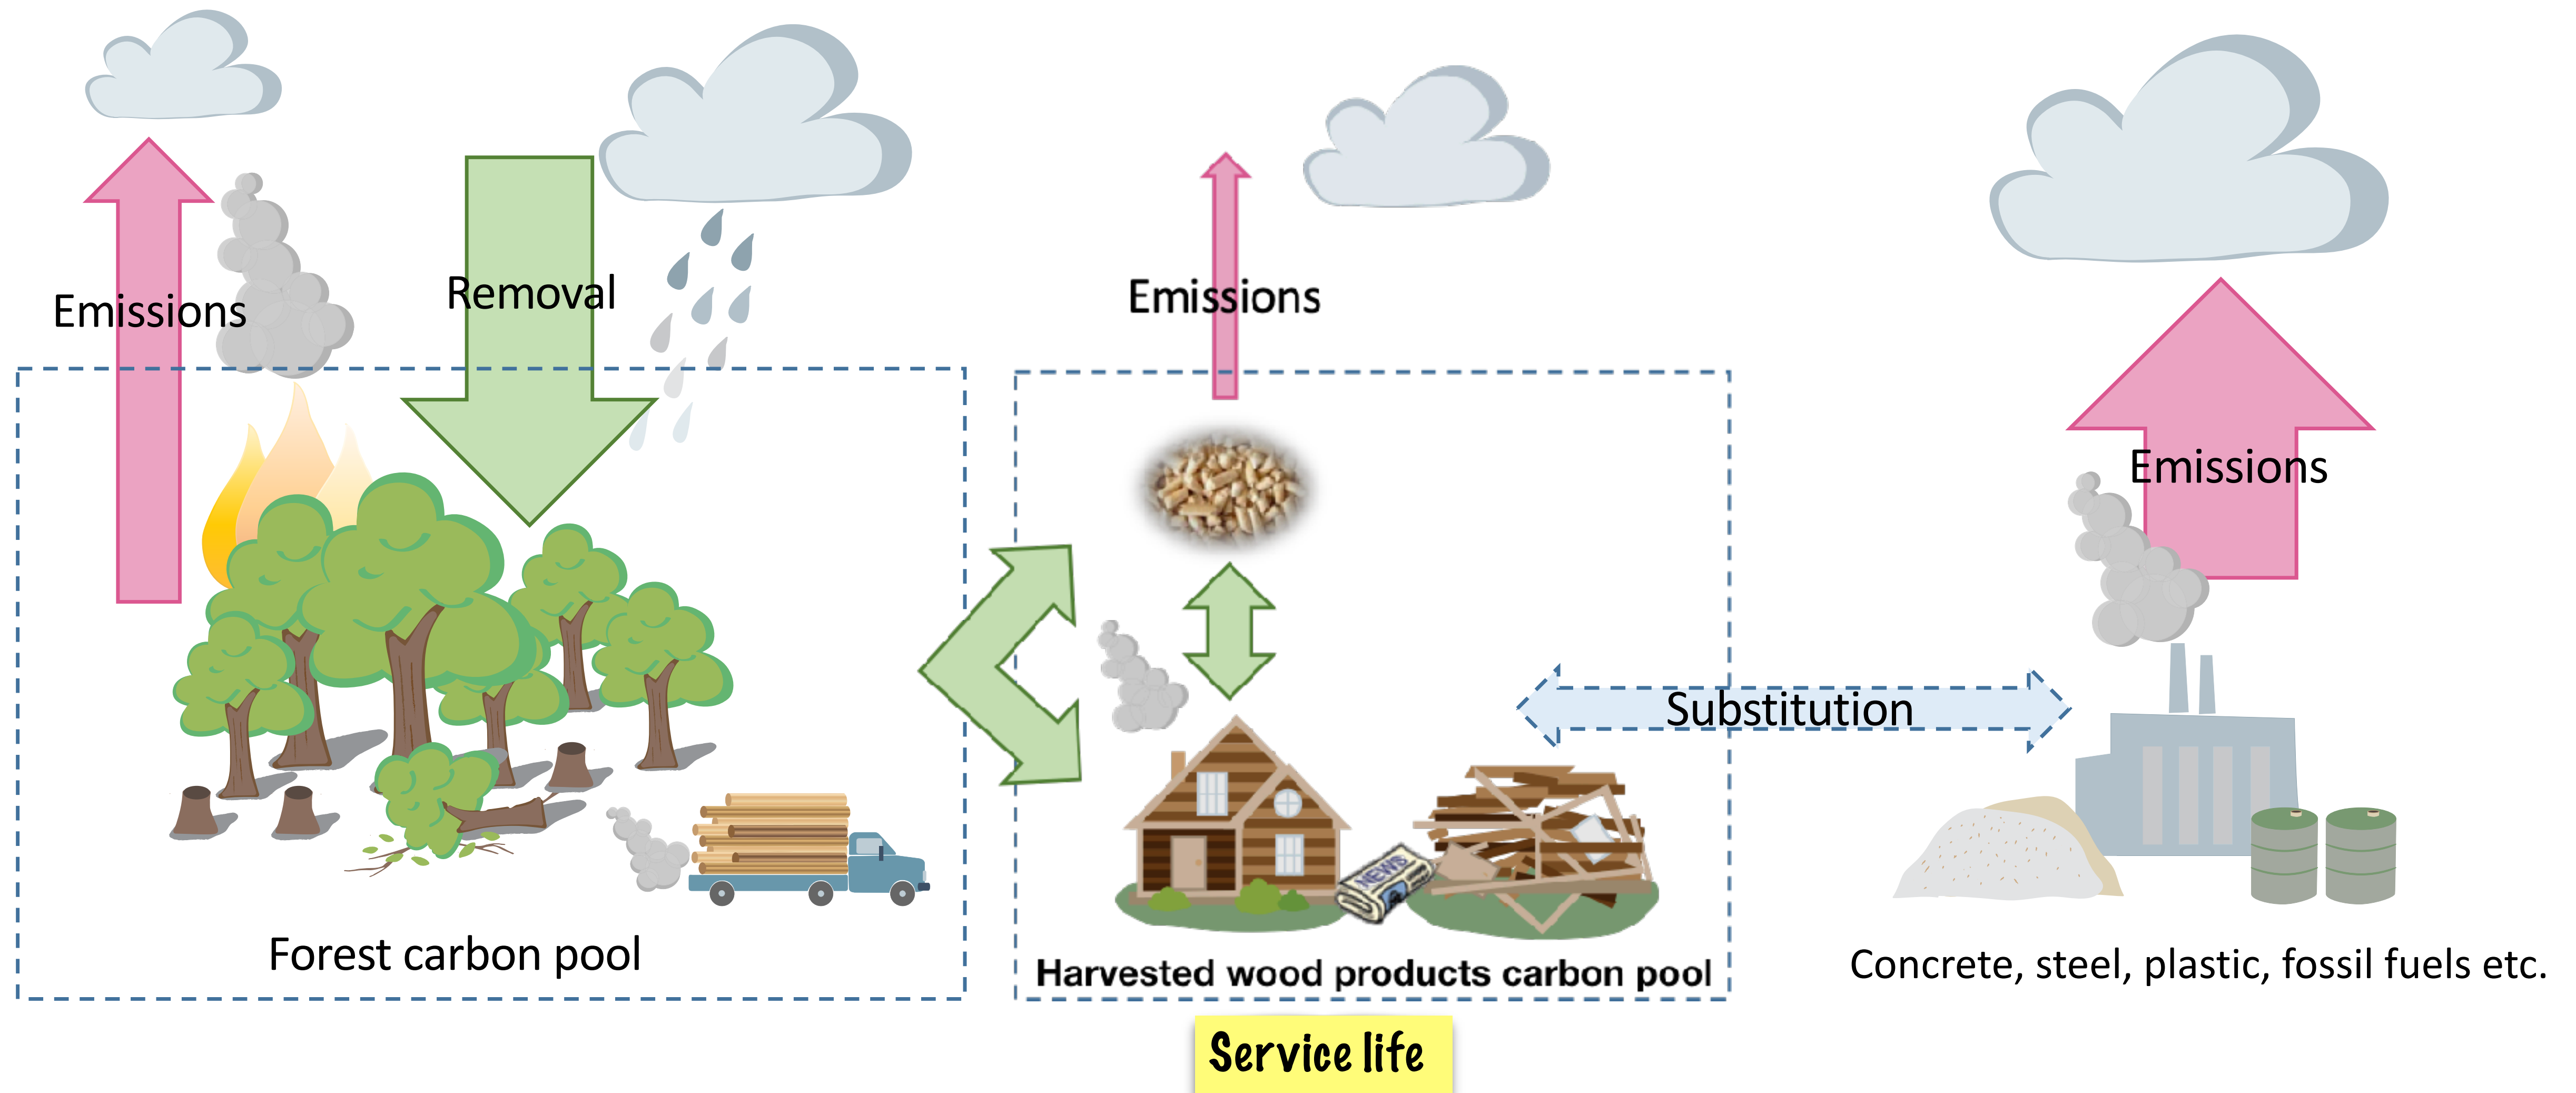 Emissions
Removal
Emissions
Emissions
Substitution
NEWS
Forest carbon pool
Harvested wood products carbon pool
Concrete, steel, plastic, fossil fuels etc.
Service life